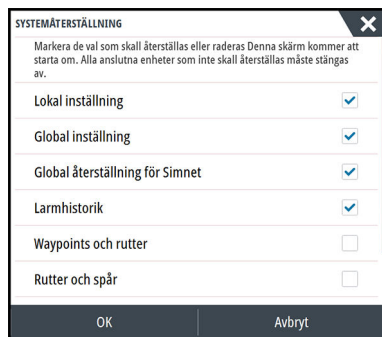 SYSTEMÅTERSTÄLLNING
Markera de val som skall återställas eller raderas Denna skärm kommer att
starta om. Alla anslutna enheter som inte skall återställas måste stängas
av.
Lokal inställning
Global inställning
Global återställning för Simnet
Larmhistorik
Waypoints och rutter
Rutter och spår
OK
Avbryt